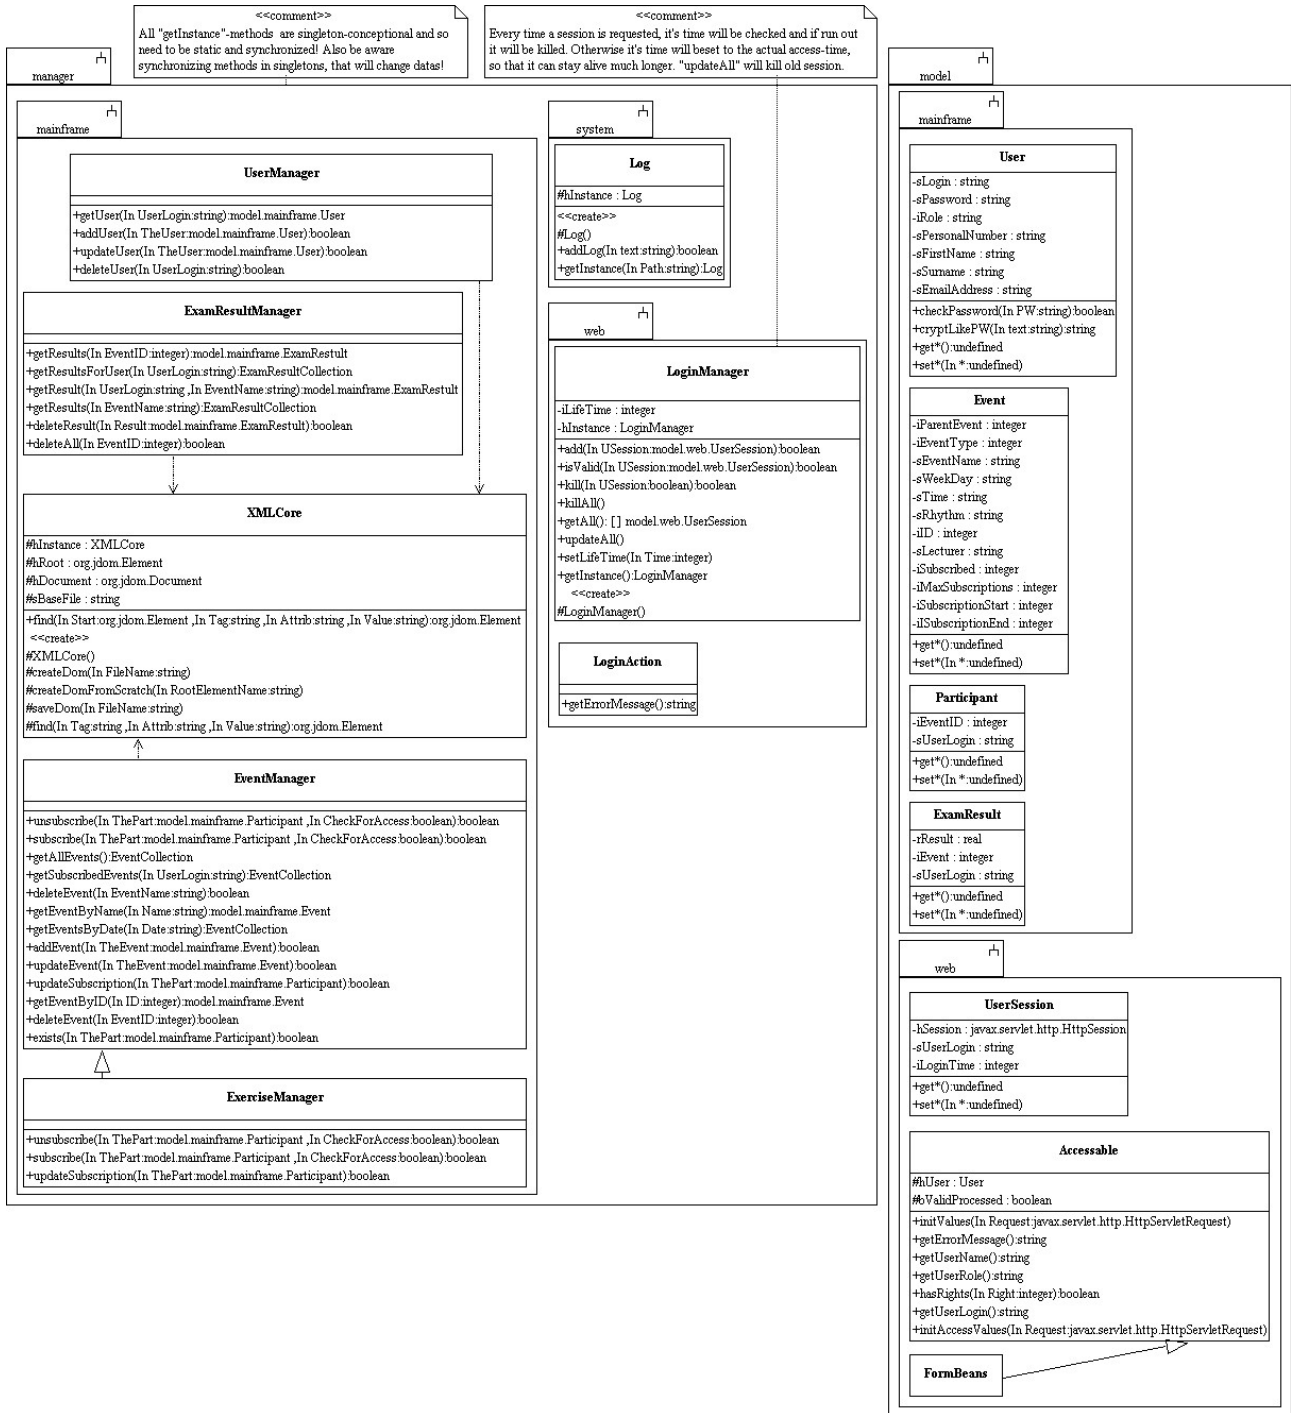 <<comment>>
All "getInstance"-methods are singleton-conceptional and so
need to be static and synchronized! Also be aware
synchronizing methods in singletons, that will change datas!
<<comment>>
Every time a session is requested, it's time will be checked and if run out
it will be killed. Otherwise it's time will beset to the actual access-time,
so that it can stay alive much longer. "updateAll" will kill old session.
manager
mainframe
UserManager
+getUser(In UserLogin:string):model.mainframe.User
+addUser(In TheUser:model.mainframe.User):boolean
+updateUser(In TheUser:model.mainframe.User):boolean
+deleteUser(In UserLogin:string):boolean
ExamResultManager
+getResults(In EventID:integer):model.mainframe.ExamRestult
+getResultsForUser(In UserLogin:string):ExamResultCollection
+getResult(In UserLogin:string ,In EventName:string):model.mainframe.ExamRestult
+getResults(In EventName:string):ExamResultCollection
+deleteResult(In Result:model.mainframe.ExamRestult):boolean
+deleteAll(In EventID:integer):boolean
XMLCore
#hInstance : XMLCore
#hRoot : org.jdom.Element
#hDocument : org.jdom.Document
#sBaseFile : string
+find(In Start:org.jdom.Element ,In Tag:string ,In Attrib:string ,In Value:string):org.jdom.Element
<<create>>
#XMLCore()
#createDom(In FileName:string)
#createDomFromScratch(In RootElementName:string)
#saveDom(In FileName:string)
#find(In Tag:string ,In Attrib:string ,In Value:string):org.jdom.Element
EventManager
+unsubscribe(In ThePart:model.mainframe.Participant ,In CheckForAccess:boolean):boolean
+subscribe(In ThePart:model.mainframe.Participant ,In CheckForAccess:boolean):boolean
+getAllEvents():EventCollection
+getSubscribedEvents(In UserLogin:string):EventCollection
+deleteEvent(In EventName:string):boolean
+getEventByName(In Name:string):model.mainframe.Event
+getEventsByDate(In Date:string):EventCollection
+addEvent(In TheEvent:model.mainframe.Event):boolean
+updateEvent(In TheEvent:model.mainframe.Event):boolean
+updateSubscription(In ThePart:model.mainframe.Participant):boolean
+getEventByID(In ID:integer):model.mainframe.Event
+deleteEvent(In EventID:integer):boolean
+exists(In ThePart:model.mainframe.Participant):boolean
ExerciseManager
+unsubscribe(In ThePart:model.mainframe.Participant ,In CheckForAccess:boolean):boolean
+subscribe(In ThePart:model.mainframe.Participant ,In CheckForAccess:boolean):boolean
+updateSubscription(In ThePart:model.mainframe.Participant):boolean
system
Log
#hInstance : Log
<<create>>
#Log()
+addLog(In text:string):boolean
+getInstance(In Path:string):Log
web
LoginManager
-iLifeTime : integer
-hInstance : LoginManager
+add(In USession:model.web.UserSession):boolean
+isValid(In USession:model.web.UserSession):boolean
+kill(In USession:boolean):boolean
+killAll()
+getAll(): [] model.web.UserSession
+updateAll()
+setLifeTime(In Time:integer)
+getInstance():LoginManager
<<create>>
#LoginManager()
LoginAction
+getErrorMessage():string
model
mainframe
User
-sLogin : string
-sPassword : string
-iRole : string
-sPersonalNumber : string
-sFirstName : string
-sSurname : string
-sEmailAddress : string
+checkPassword(In PW:string):boolean
+cryptLikePW(In text:string):string
+get*():undefined
+set*(In *:undefined)
Event
-iParentEvent : integer
-iEventType : integer
-sEventName : string
-sWeekDay : string
-sTime : string
-sRhythm : string
-iID : integer
-sLecturer : string
-iSubscribed : integer
-iMaxSubscriptions : integer
-iSubscriptionStart : integer
-iISubscriptionEnd : integer
+get*():undefined
+set*(In *:undefined)
Participant
-iEventID : integer
-sUserLogin : string
+get*():undefined
+set*(In *:undefined)
ExamResult
-rResult : real
-iEvent : integer
-sUserLogin : string
+get*():undefined
+set*(In *:undefined)
web
UserSession
-hSession : javax.servlet.http.HttpSession
-sUserLogin : string
-iLoginTime : integer
+get*():undefined
+set*(In *:undefined)
Accessable
#hUser : User
#bValidProcessed : boolean
+initValues(In Request:javax.servlet.http.HttpServletRequest)
+getErrorMessage():string
+getUserName():string
+getUserRole():string
+hasRights(In Right:integer):boolean
+getUserLogin():string
+initAccessValues(In Request:javax.servlet.http.HttpServletRequest)
FormBeans